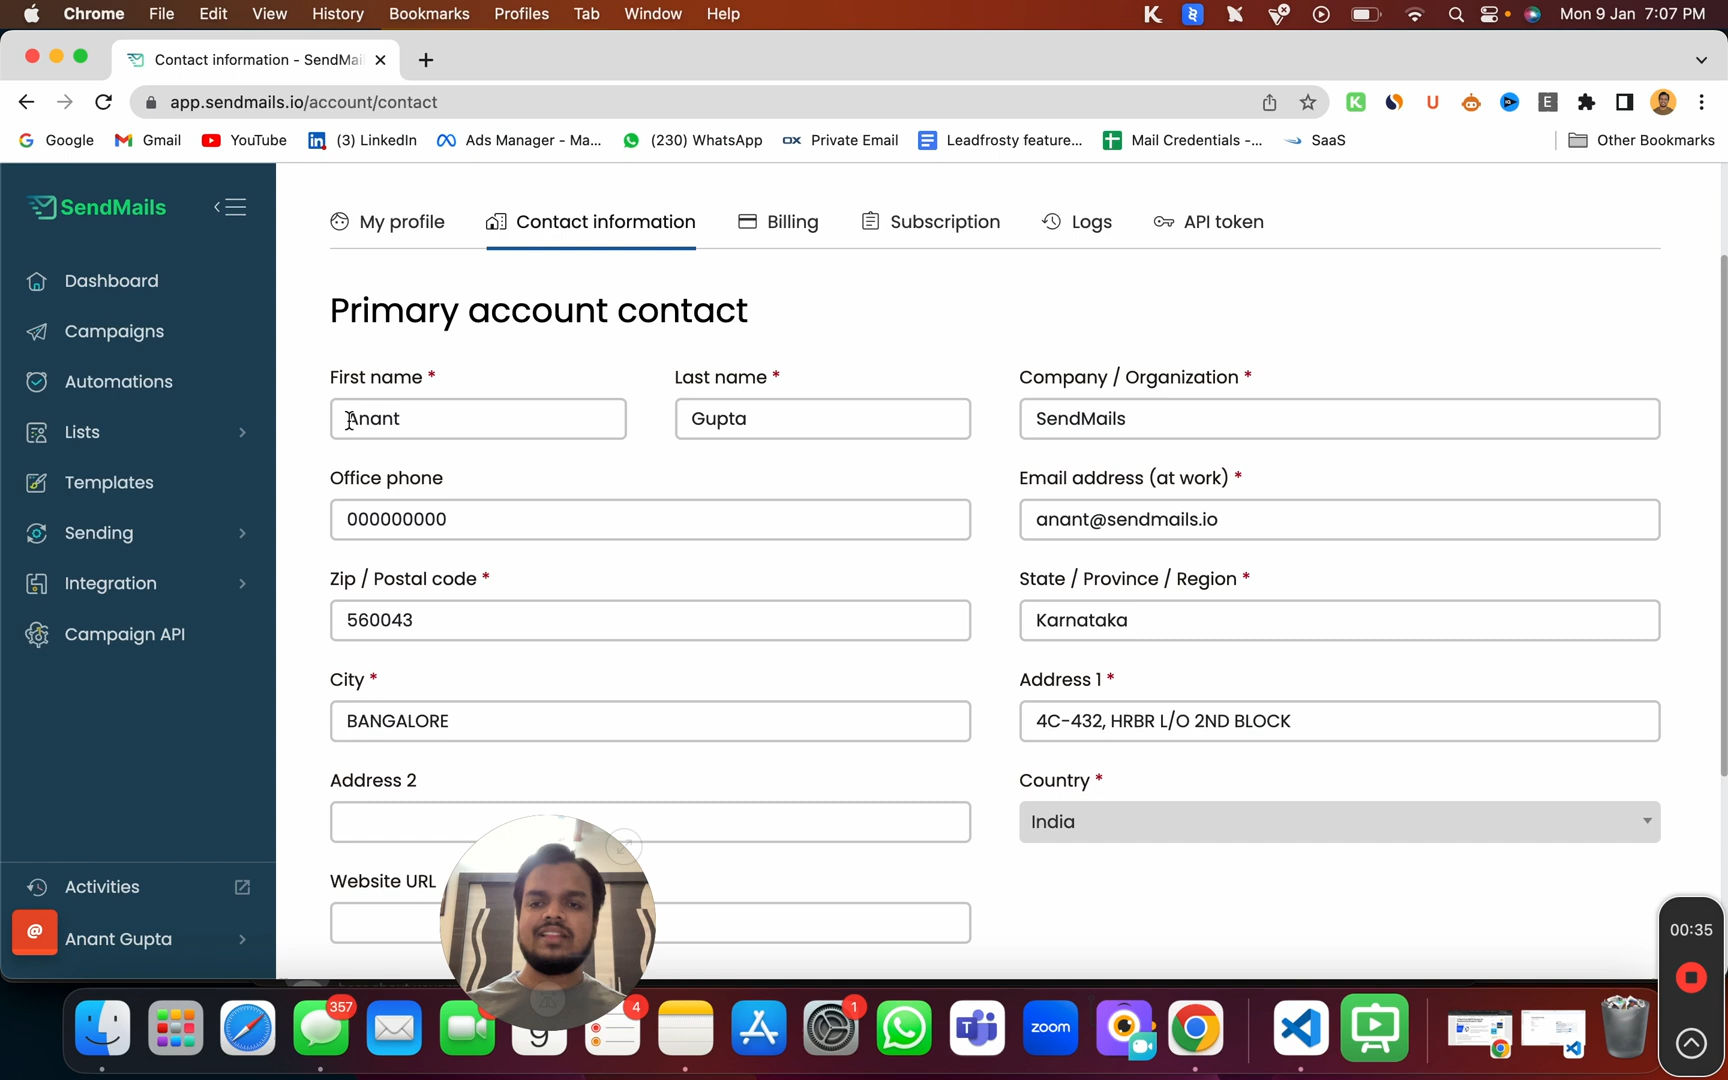 Chrome File Edit View History Bookmarks Profiles Tab Window Help Mon 9 Jan 7:07 PM
Contact information - SendMai
app.sendmails.io/account/contact
Google Gmail YouTube (3) LinkedIn Ads Manager - Ma... (230) WhatsApp OX Private Email Leadfrosty feature... Mail Credentials -... SaaS Other Bookmarks
SendMails
My profile Contact information Billing Subscription Logs API token
Dashboard
Campaigns
Automations
Lists
Templates
Sending
Integration
Campaign API
Activities
@ Anant Gupta
Primary account contact
First name * Last name * Company / Organization *
Anant Gupta SendMails
Office phone Email address (at work) *
000000000 anant@sendmails.io
Zip / Postal code * State / Province / Region *
560043 Karnataka
City * Address 1 *
BANGALORE 4C-432, HRBR L/O 2ND BLOCK
Address 2 Country *
India
Website URL
00:35
357 4 1
9 zoom